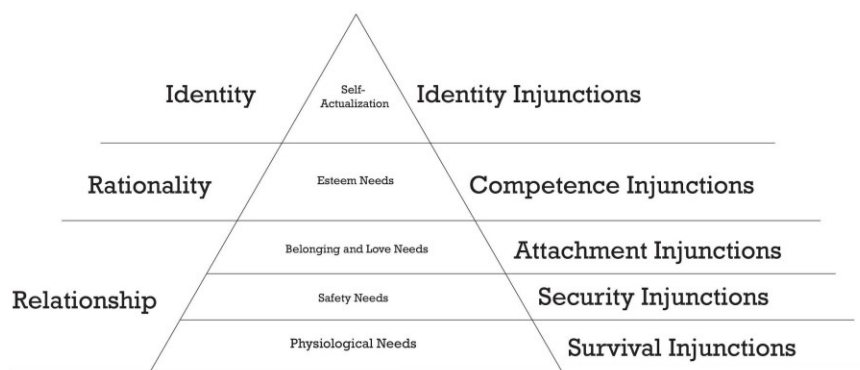 Identity
Self-
Actualization
Identity Injunctions
Rationality
Esteem Needs
Competence Injunctions
Belonging and Love Needs
Attachment Injunctions
Relationship
Safety Needs
Security Injunctions
Physiological Needs
Survival Injunctions